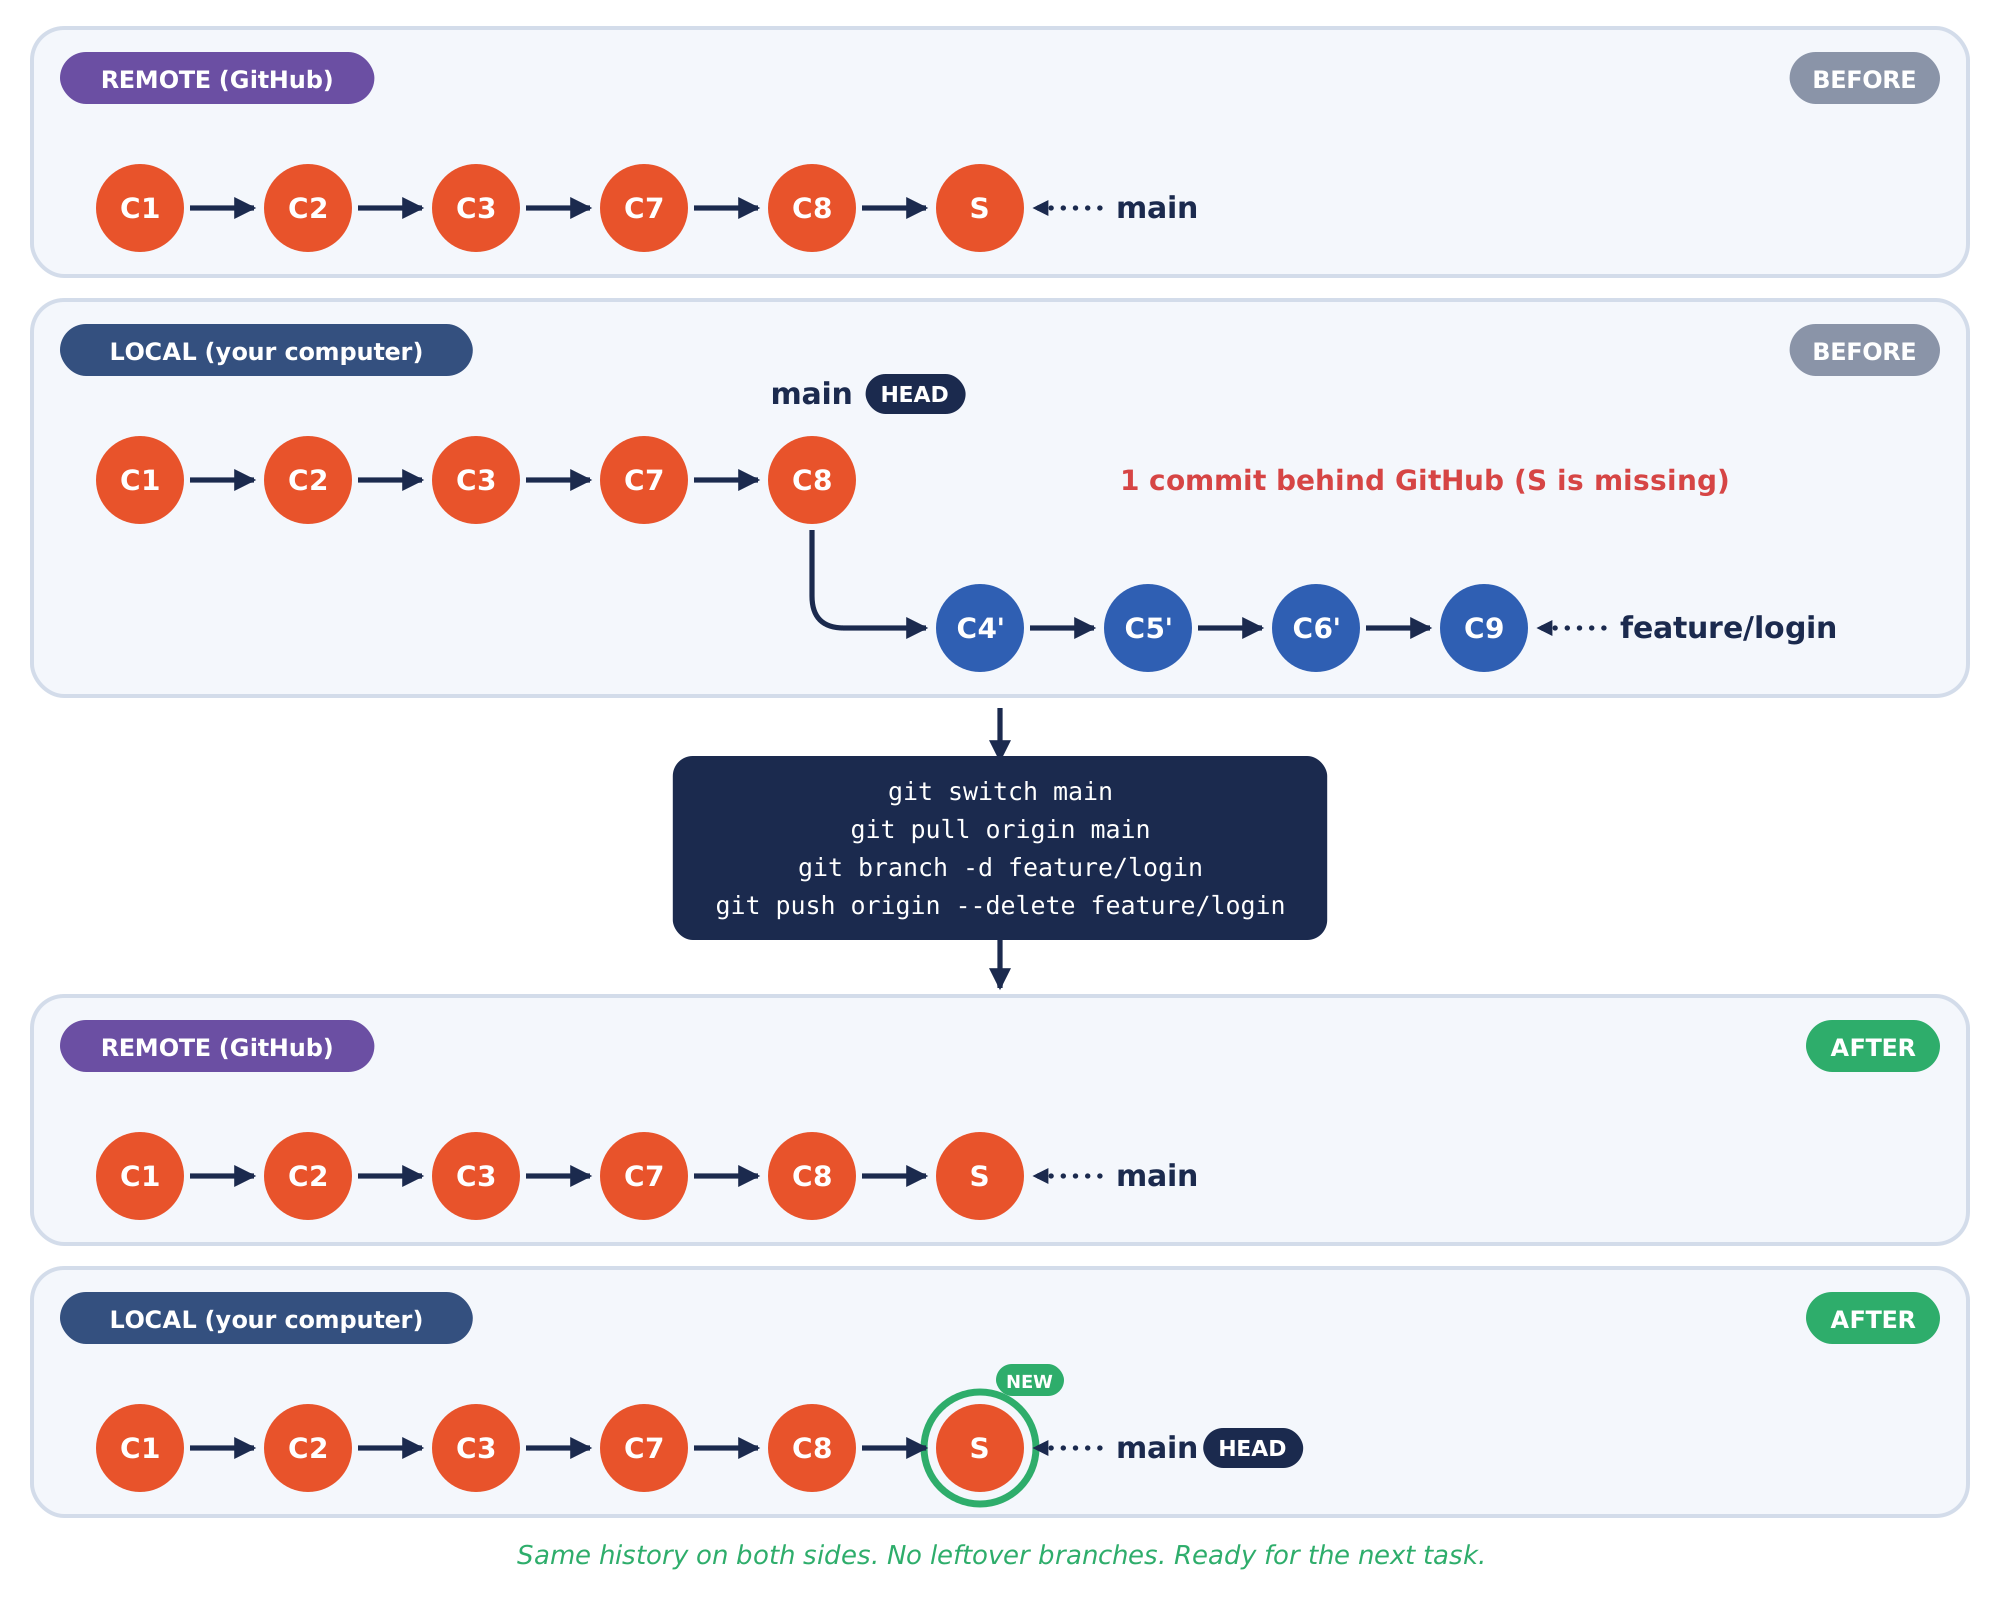 REMOTE (GitHub)
BEFORE
C1 C2 C3 C7 C8 S main
LOCAL (your computer)
BEFORE
main HEAD
C1 C2 C3 C7 C8
1 commit behind GitHub (S is missing)
C4' C5' C6' C9 feature/login
git switch main
git pull origin main
git branch -d feature/login
git push origin --delete feature/login
REMOTE (GitHub)
AFTER
C1 C2 C3 C7 C8 S main
LOCAL (your computer)
AFTER
NEW
C1 C2 C3 C7 C8 S main HEAD
Same history on both sides. No leftover branches. Ready for the next task.